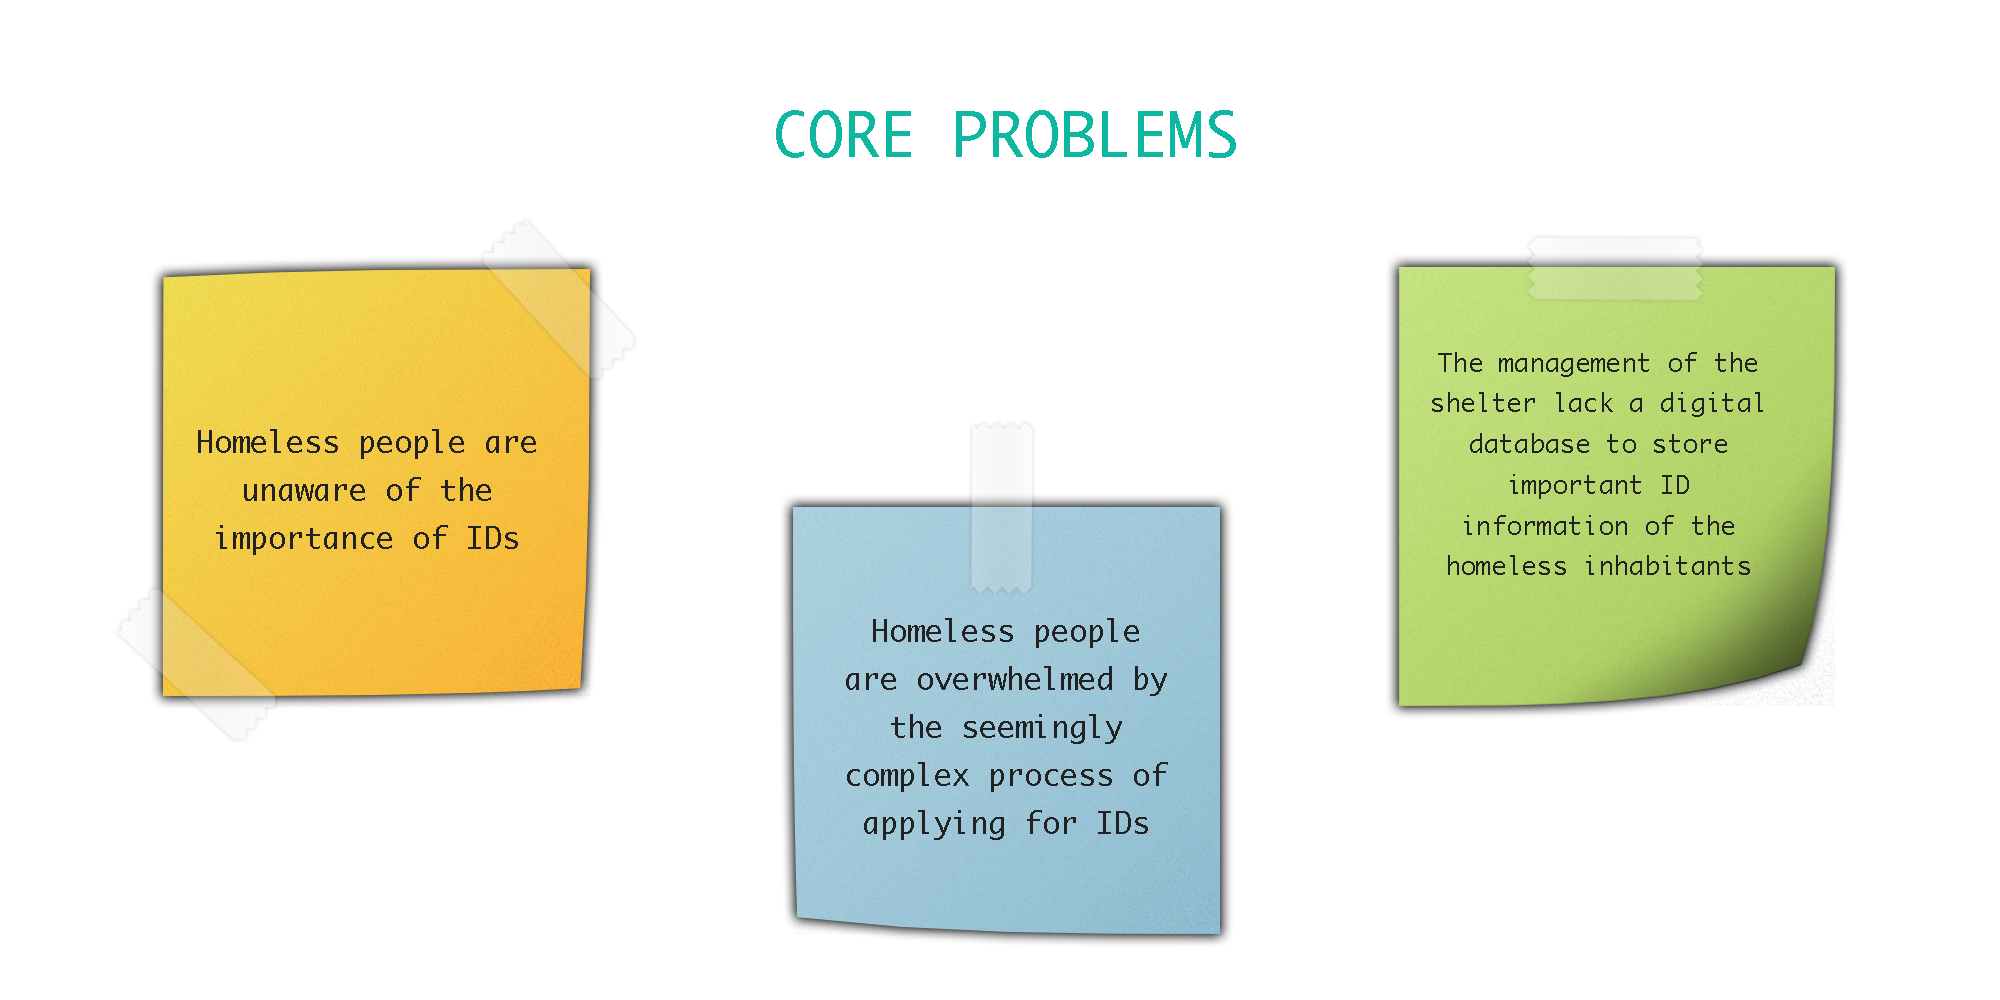 CORE PROBLEMS
Homeless people are
unaware of the
importance of IDs
Homeless people
are overwhelmed by
the seemingly
complex process of
applying for IDs
The management of the
shelter lack a digital
database to store
important ID
information of the
homeless inhabitants